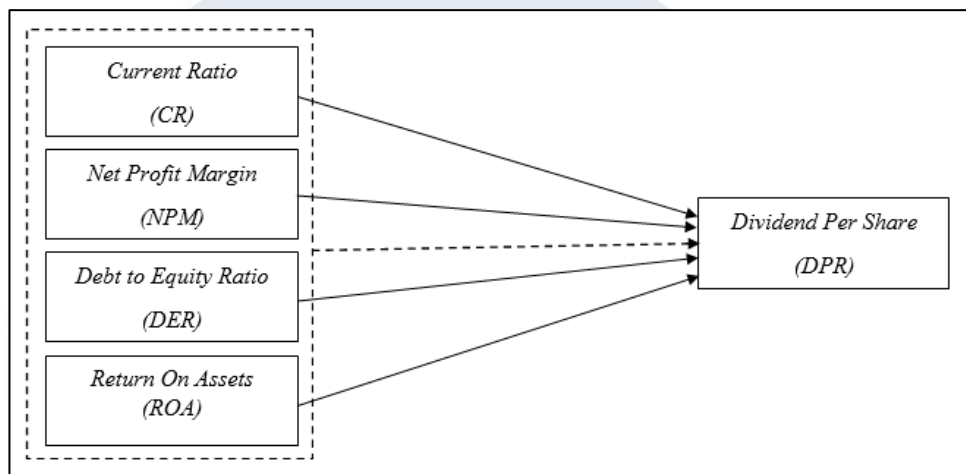 Current Ratio
(CR)
Net Profit Margin
(NPM)
Debt to Equity Ratio
(DER)
Return On Assets
(ROA)
Dividend Per Share
(DPR)